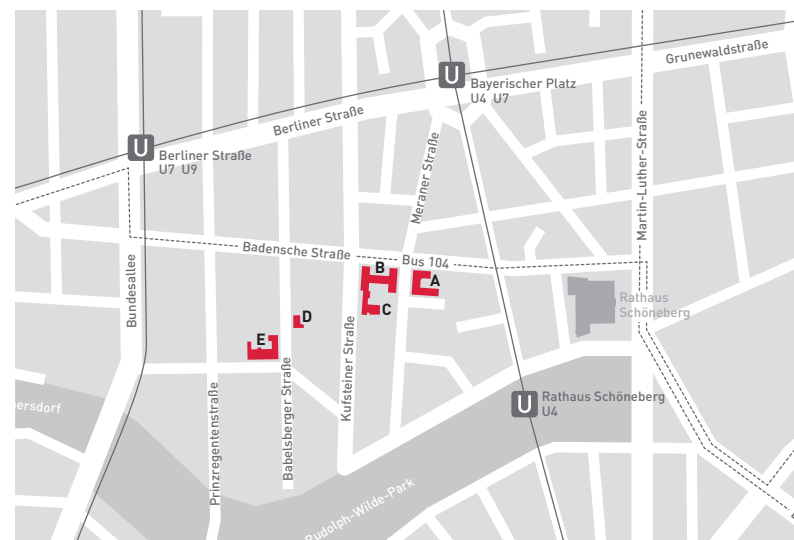 Grunewaldstraße
U
Bayerischer Platz
U4 U7
Berliner Straße
U
Berliner Straße
U7 U9
Meraner Straße
Martin-Luther-Straße
Badensche Straße
Bus 104
B
A
C
D
E
Rathaus
Schöneberg
Bundesallee
Prinzregentenstraße
Babelsberger Straße
Kufsteiner Straße
U
Rathaus Schöneberg
U4
ersdorf
Rudolph-Wilde-Park